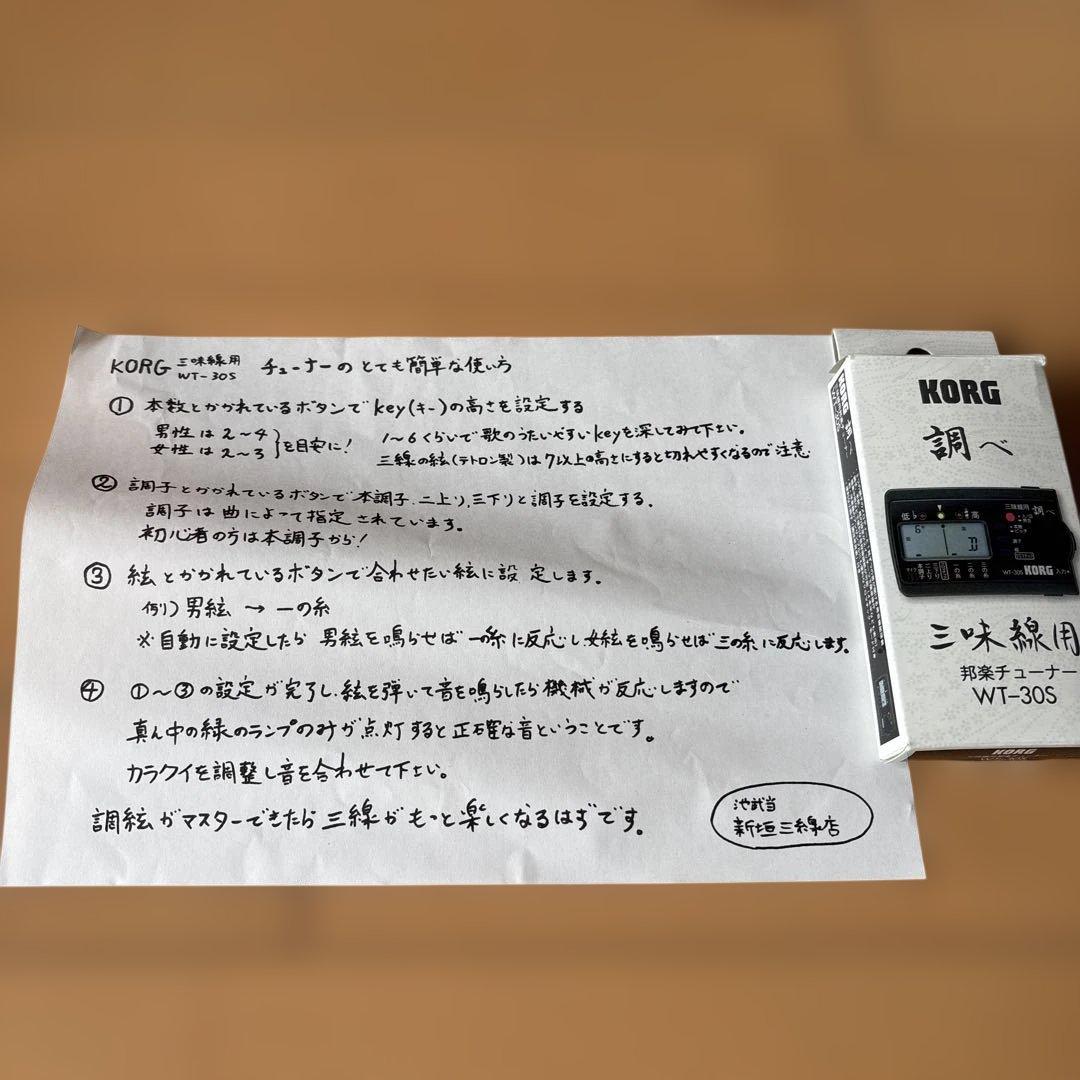 KORG 三味線用 WT-30S チューナーのとても簡単な使い方
① 本数とかかれているボタンでkey(キー)の高さを設定する
男性は2〜4
女性は2〜3
を目安に!
1〜6くらいで歌のうたいやすいkeyを探してみて下さい。
三線の絃(テトロン製)は7以上の高さにすると切れやすくなるので注意
② 調子とかかれているボタンで本調子、二上り、三下りと調子を設定する。
調子は曲によって指定されています。
初心者の方は本調子から!
③ 絃とかかれているボタンで合わせたい絃に設定します。
例)男絃 → 一の糸
※自動に設定したら男絃を鳴らせば一の糸に反応し、女絃を鳴らせば三の糸に反応します。
④ ①〜③の設定が完了し、絃を弾いて音を鳴らしたら機械が反応しますので
真ん中の緑のランプのみが点灯すると正確な音ということです。
カラクイを調整し音を合わせて下さい。
調絃がマスターできたら三線がもっと楽しくなるはずです。
新垣三線店
KORG
調べ
低 ♭ ♯ 高
三味線用 調べ
WT-30S KORG 入力
三味線用
邦楽チューナー
WT-30S
KORG